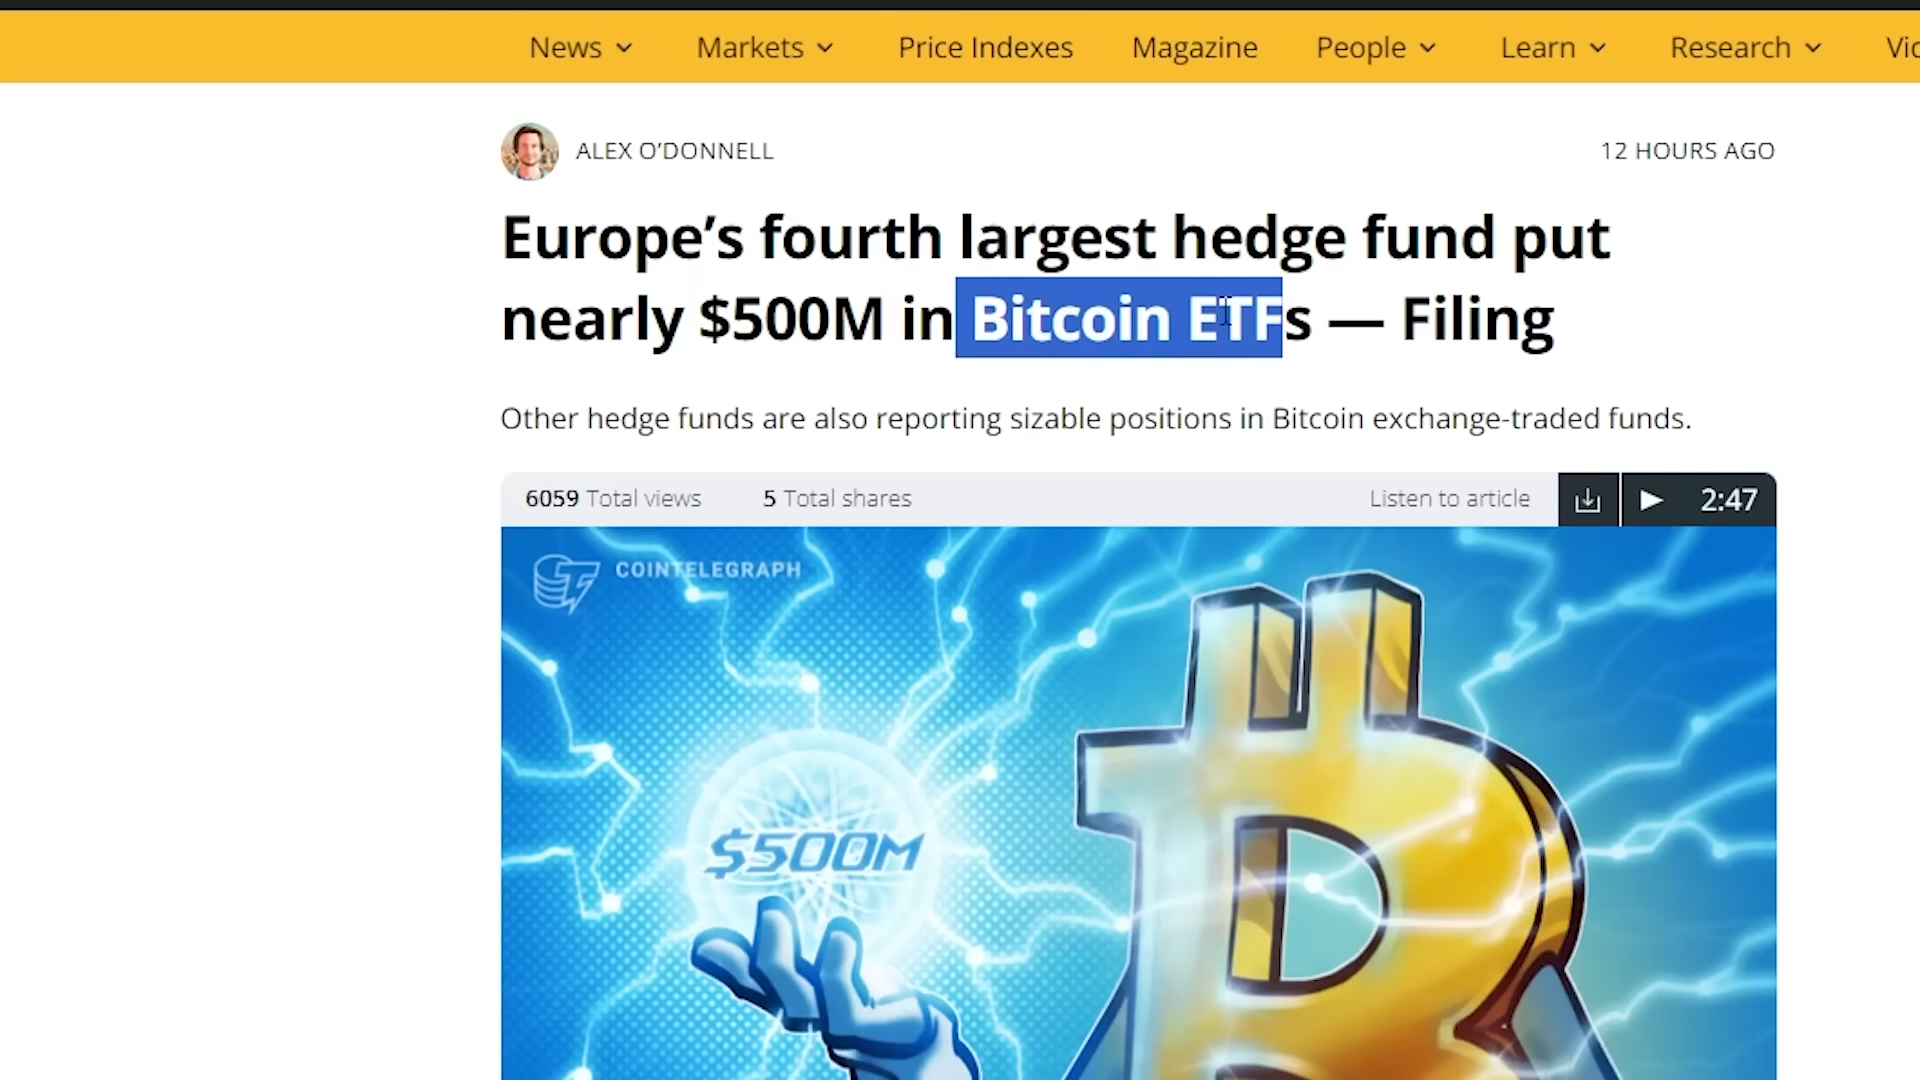 News Markets Price Indexes Magazine People Learn Research
ALEX O’DONNELL 12 HOURS AGO
Europe’s fourth largest hedge fund put
nearly $500M in Bitcoin ETFs — Filing
Other hedge funds are also reporting sizable positions in Bitcoin exchange-traded funds.
6059 Total views 5 Total shares Listen to article 2:47
COINTELEGRAPH
$500M